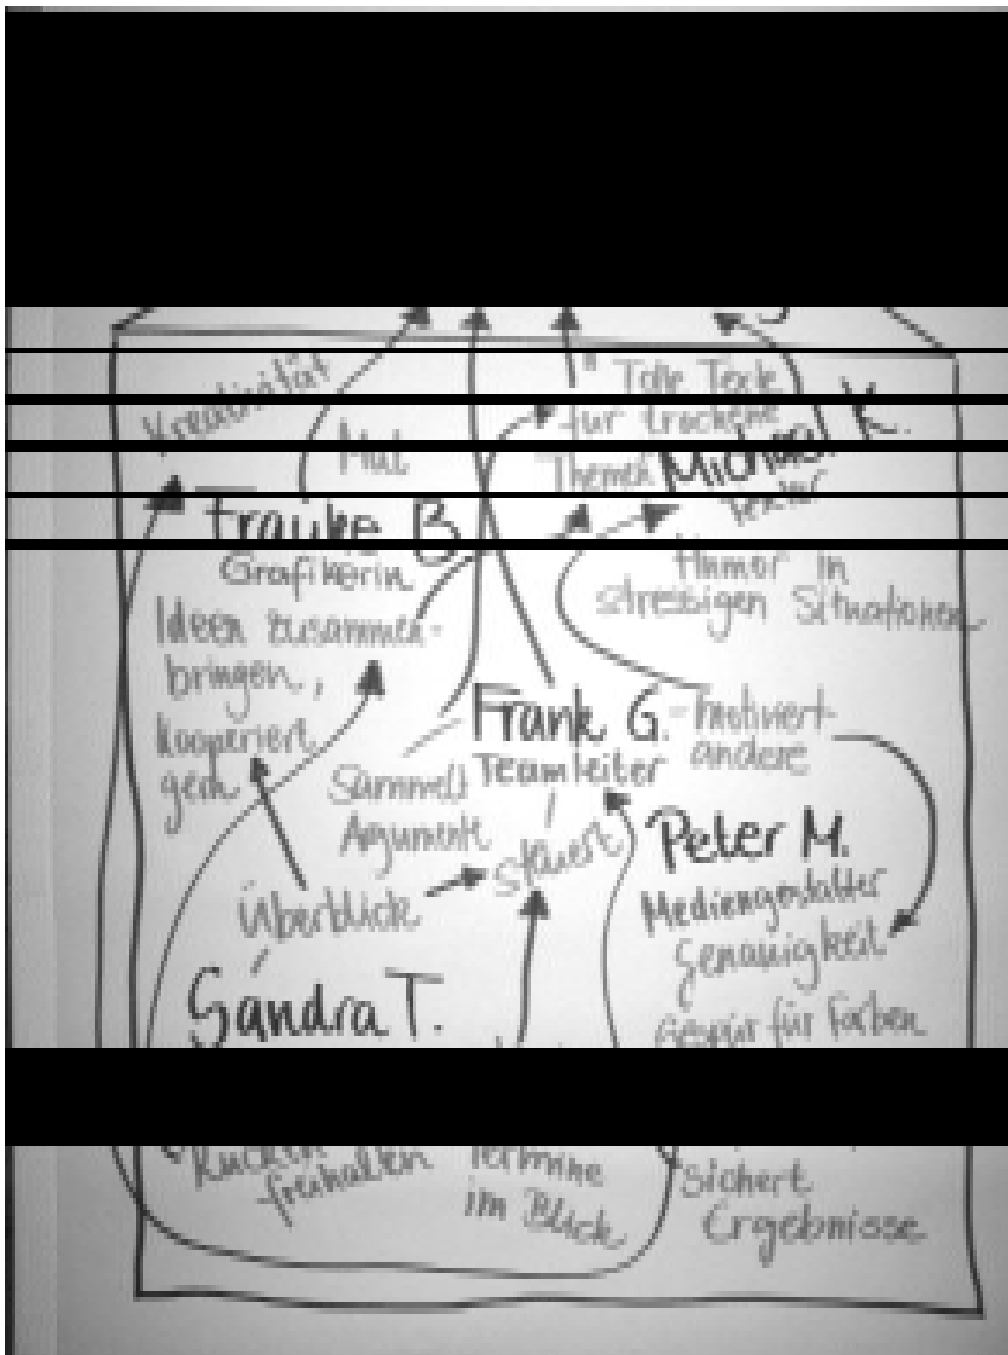 Kreativität
Mut
"Tolle Texte
für trockene
Themen"
Michael K.
Texter
Frauke B.
Grafikerin
Humor in
stressigen Situationen
Ideen zusammen-
bringen,
kooperiert
gern
Frank G.
Teamleiter
motiviert
andere
Sammelt
Argumente
steuert
Peter M.
Mediengestalter
Genauigkeit
Gespür für Farben
Überblick
Sandra T.
Rücken
freihalten
Termine
im Blick
sichert
Ergebnisse